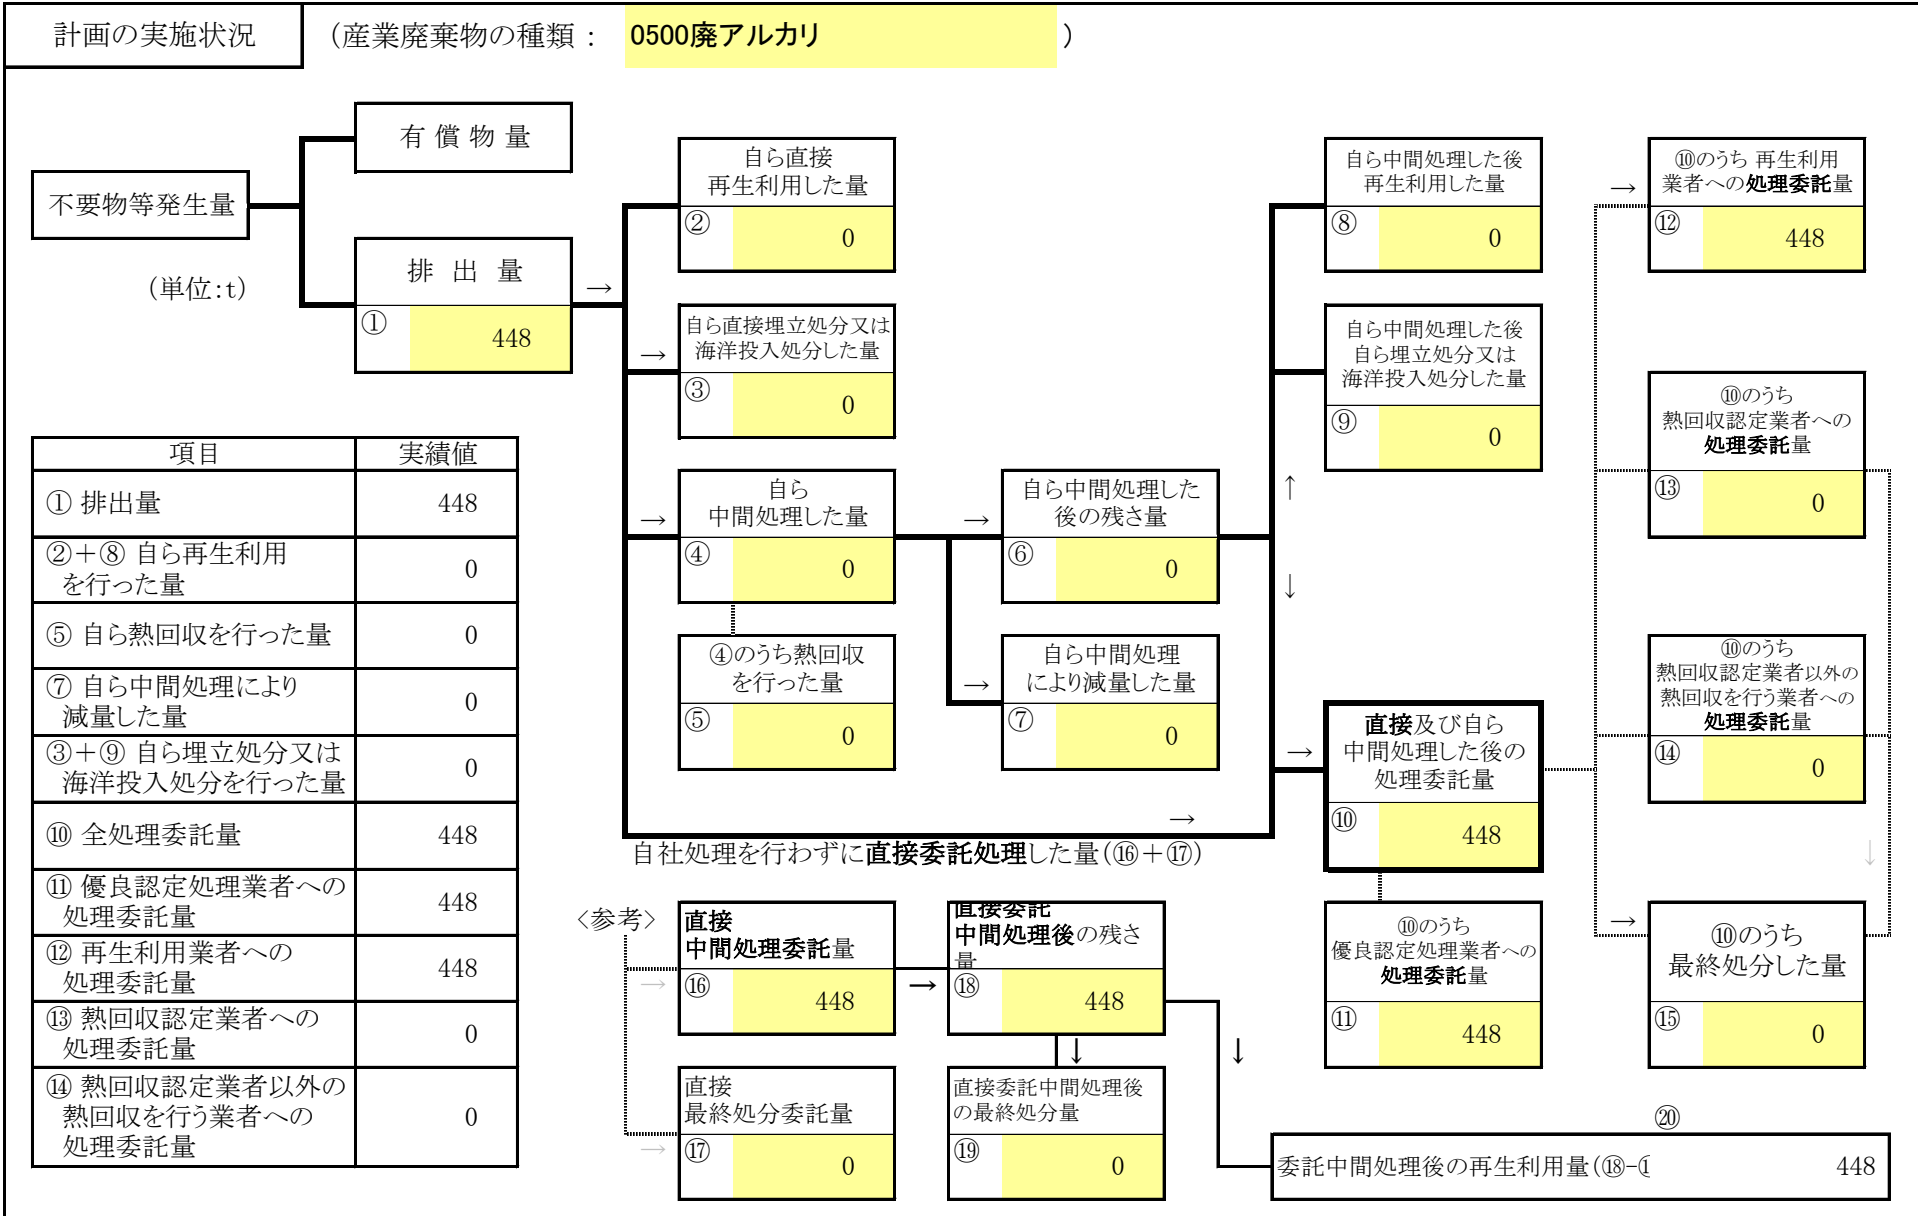 計画の実施状況
（産業廃棄物の種類： 0500廃アルカリ ）
有償物量
不要物等発生量
（単位:t）
排出量
①
448
自ら直接
再生利用した量
②
0
自ら直接埋立処分又は
海洋投入処分した量
③
0
自ら
中間処理した量
④
0
④のうち熱回収
を行った量
⑤
0
自ら中間処理した
後の残さ量
⑥
0
自ら中間処理
により減量した量
⑦
0
自ら中間処理した後
再生利用した量
⑧
0
自ら中間処理した後
自ら埋立処分又は
海洋投入処分した量
⑨
0
直接及び自ら
中間処理した後の
処理委託量
⑩
448
⑩のうち
優良認定処理業者への
処理委託量
⑪
448
⑩のうち 再生利用
業者への処理委託量
⑫
448
⑩のうち
熱回収認定業者への
処理委託量
⑬
0
⑩のうち
熱回収認定業者以外の
熱回収を行う業者への
処理委託量
⑭
0
⑩のうち
最終処分した量
⑮
0
自社処理を行わずに直接委託処理した量（⑯＋⑰）
〈参考〉
直接
中間処理委託量
⑯
448
直接
最終処分委託量
⑰
0
直接委託
中間処理後の残さ
量
⑱
448
直接委託中間処理後
の最終処分量
⑲
0
⑳
委託中間処理後の再生利用量（⑱-
448
項目 実績値
① 排出量 448
②＋⑧ 自ら再生利用
を行った量 0
⑤ 自ら熱回収を行った量 0
⑦ 自ら中間処理により
減量した量 0
③＋⑨ 自ら埋立処分又は
海洋投入処分を行った量 0
⑩ 全処理委託量 448
⑪ 優良認定処理業者への
処理委託量 448
⑫ 再生利用業者への
処理委託量 448
⑬ 熱回収認定業者への
処理委託量 0
⑭ 熱回収認定業者以外の
熱回収を行う業者への
処理委託量 0